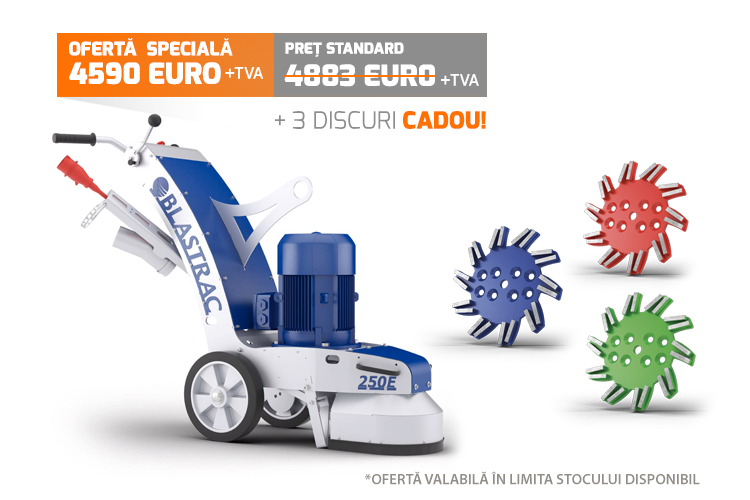 OFERTĂ SPECIALĂ
4590 EURO +TVA
PREȚ STANDARD
4883 EURO +TVA
+ 3 DISCURI CADOU!
BLASTRAC
250E
*OFERTĂ VALABILĂ ÎN LIMITA STOCULUI DISPONIBIL